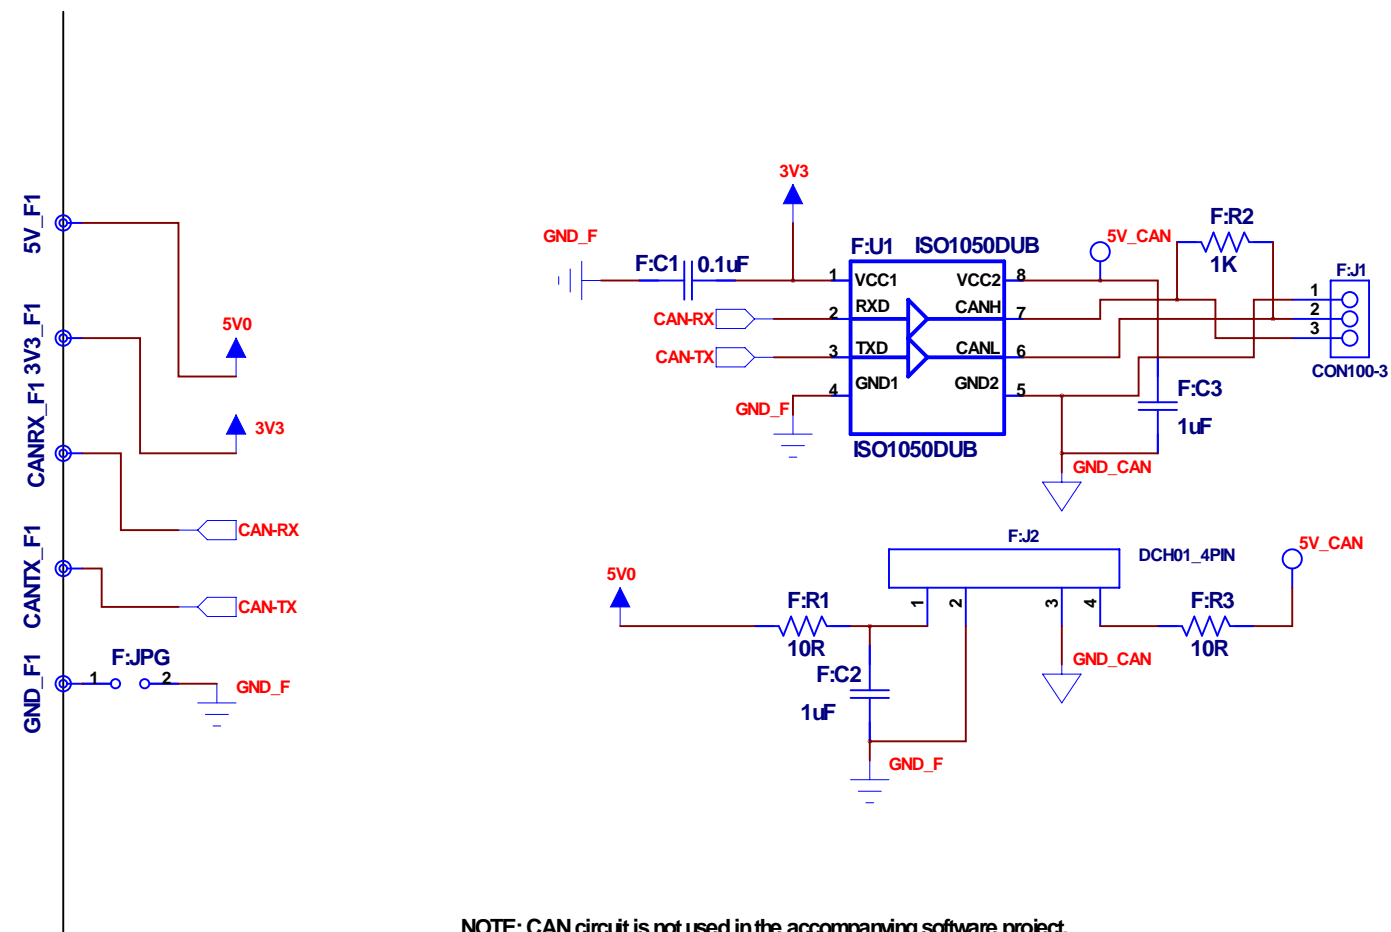 5V_F1
3V3_F1
CANRX_F1
CANTX_F1
GND_F1
5V0
3V3
CAN-RX
CAN-TX
F:JPG
1 2
GND_F
3V3
GND_F
F:C1 0.1uF
F:U1 ISO1050DUB
1 VCC1 VCC2 8
2 RXD CANH 7
3 TXD CANL 6
4 GND1 GND2 5
ISO1050DUB
CAN-RX
CAN-TX
GND_F
5V_CAN
F:R2
1K
F:J1
1
2
3
CON100-3
F:C3
1uF
GND_CAN
F:J2
DCH01_4PIN
1 2 3 4
5V0
F:R1
10R
F:C2
1uF
GND_F
GND_CAN
F:R3
10R
5V_CAN
NOTE: CAN circuit is not used in the accompanying software project.